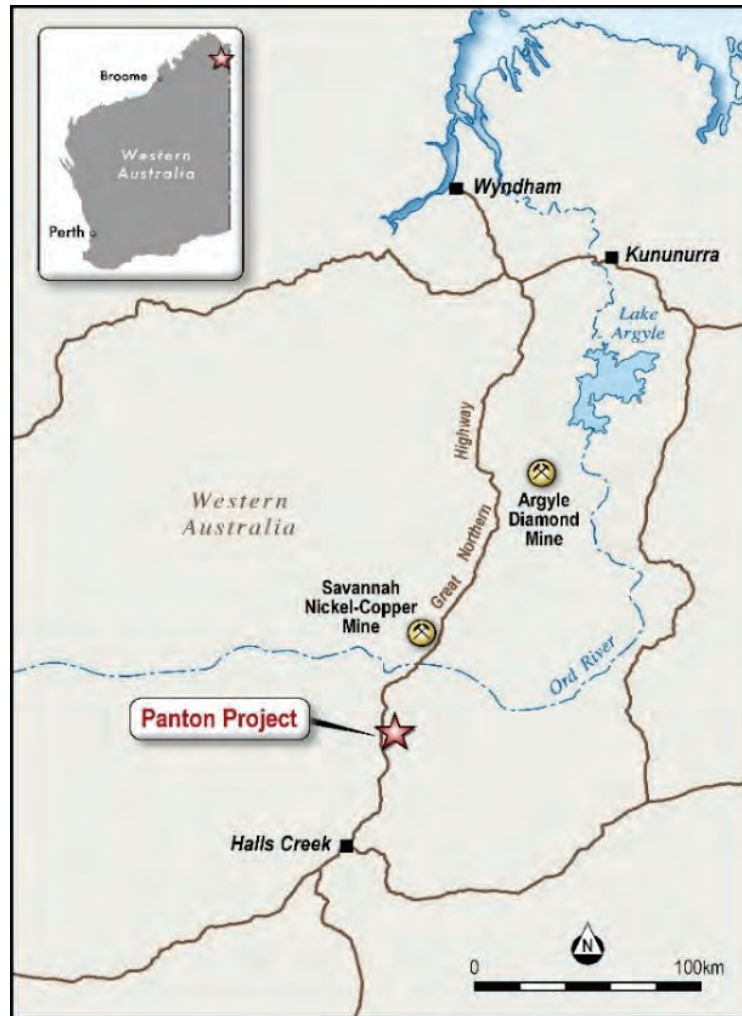 Broome
Western
Australia
Perth
Wyndham
Kununurra
Lake
Argyle
Great Northern Highway
Western
Australia
Argyle
Diamond
Mine
Savannah
Nickel-Copper
Mine
Ord River
Panton Project
Halls Creek
N
0 100km